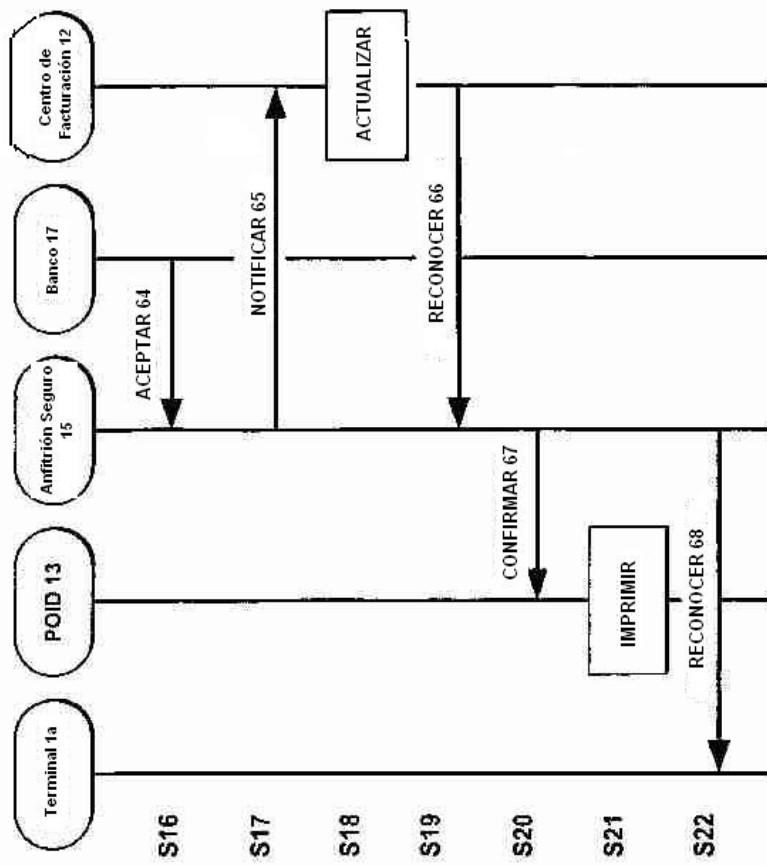 Terminal 1a
POID 13
Anfitrión Seguro
15
Banco 17
Centro de
Facturación 12
S16
ACEPTAR 64
S17
NOTIFICAR 65
S18
ACTUALIZAR
S19
RECONOCER 66
S20
CONFIRMAR 67
S21
IMPRIMIR
S22
RECONOCER 68